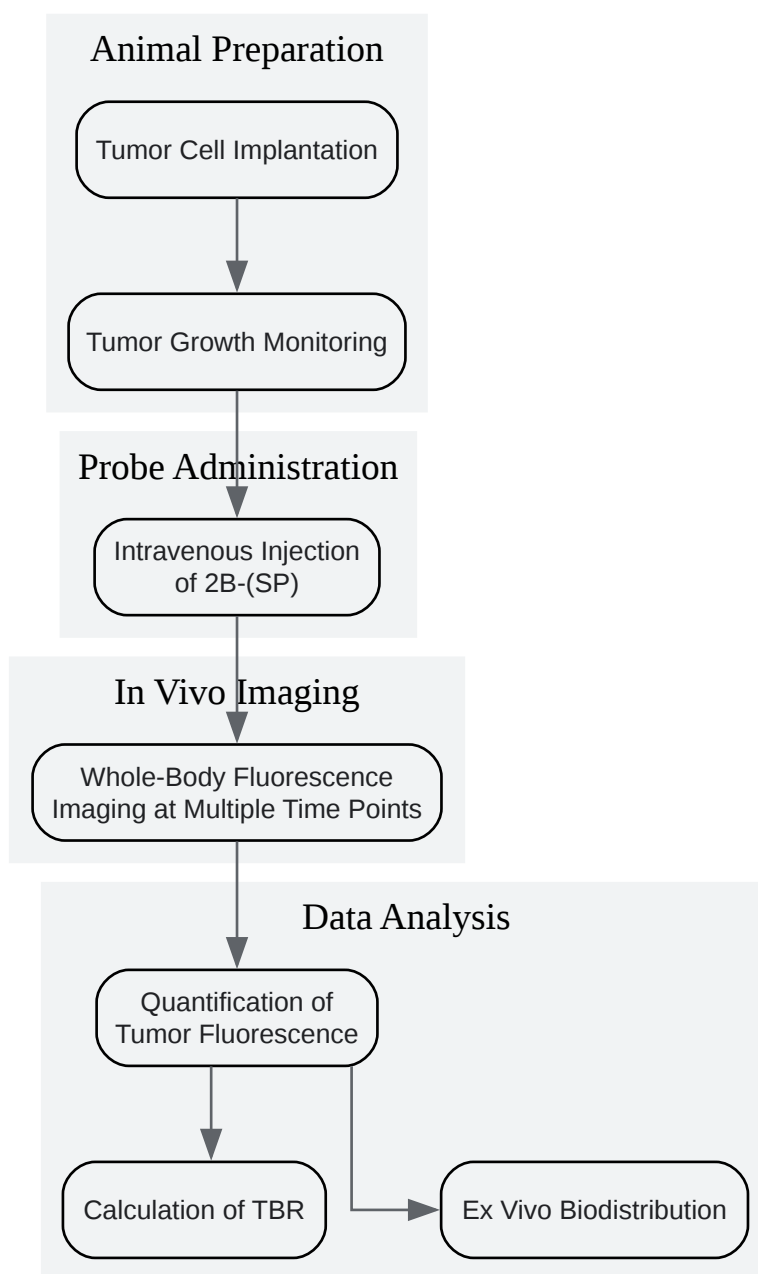 Animal Preparation
Tumor Cell Implantation
Tumor Growth Monitoring
Probe Administration
Intravenous Injection
of 2B-(SP)
In Vivo Imaging
Whole-Body Fluorescence
Imaging at Multiple Time Points
Data Analysis
Quantification of
Tumor Fluorescence
Calculation of TBR
Ex Vivo Biodistribution